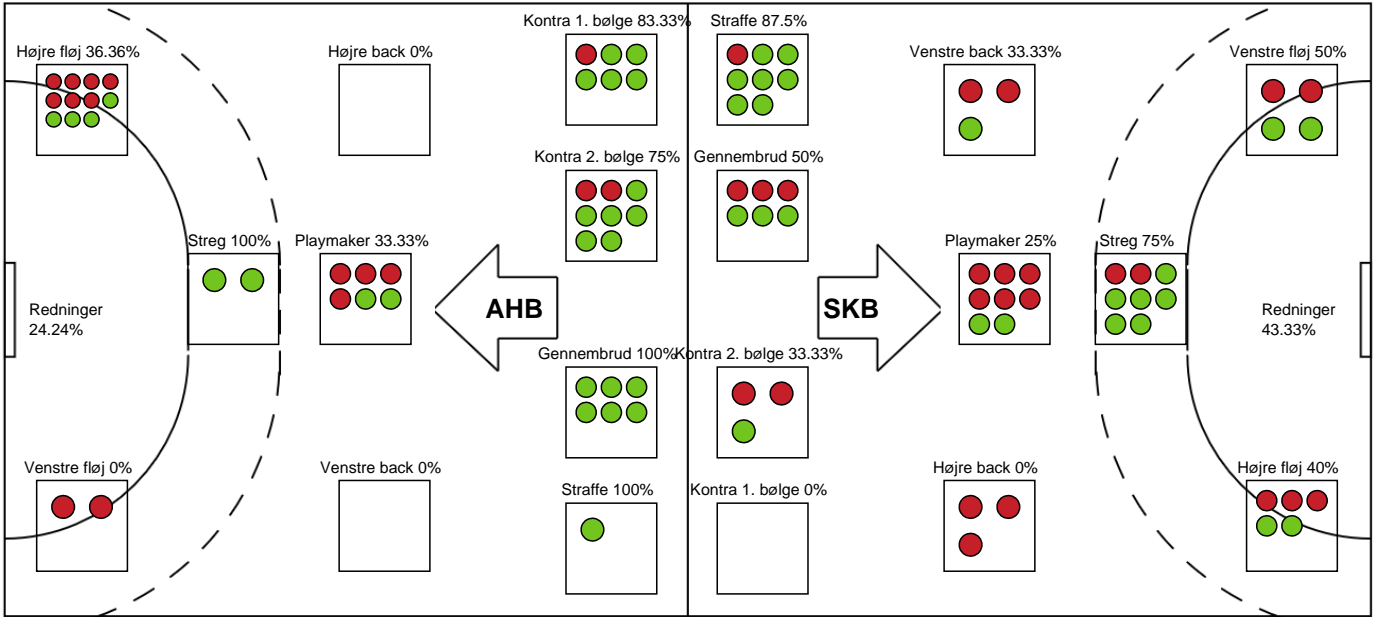 Kontra 1. bølge 83.33%
Straffe 87.5%
Højre fløj 36.36%
Højre back 0%
Venstre back 33.33%
Venstre fløj 50%
Kontra 2. bølge 75%
Gennembrud 50%
Streg 100%
Playmaker 33.33%
Playmaker 25%
Streg 75%
Redninger
24.24%
AHB
SKB
Redninger
43.33%
Gennembrud 100%
Kontra 2. bølge 33.33%
Venstre fløj 0%
Venstre back 0%
Straffe 100%
Kontra 1. bølge 0%
Højre back 0%
Højre fløj 40%